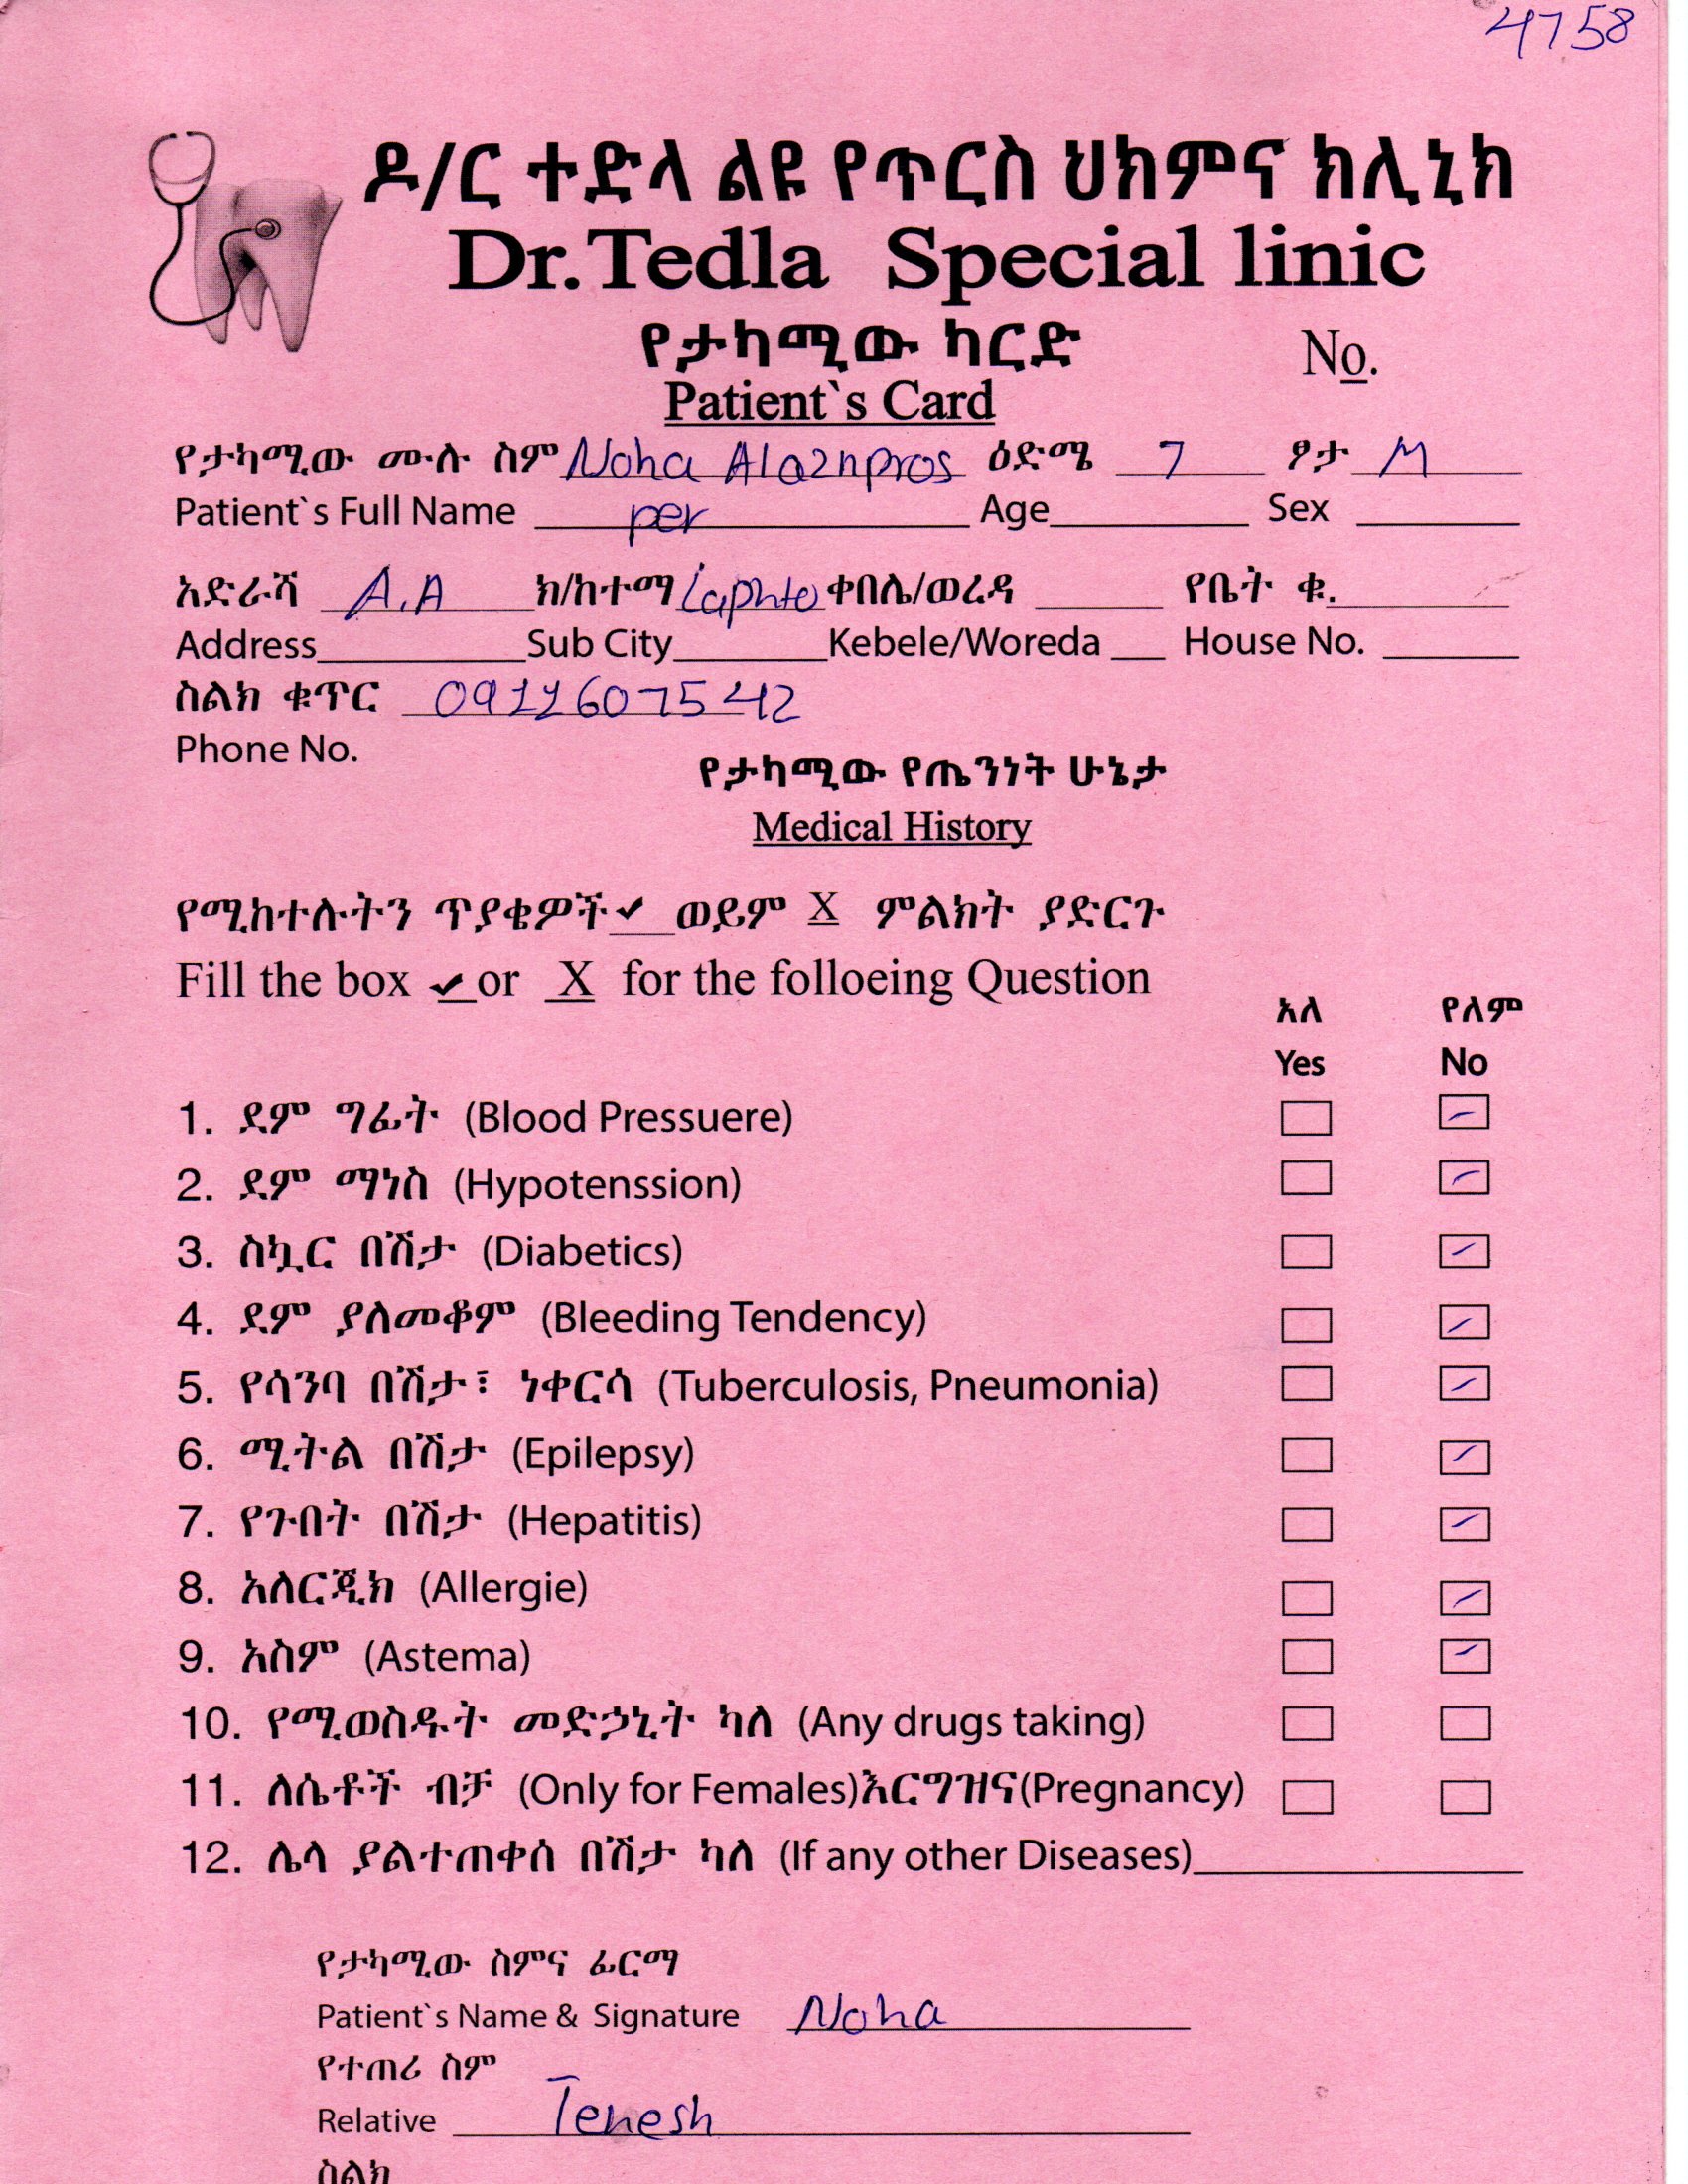 4758
ዶ/ር ተድላ ልዩ የጥርስ ህክምና ክሊኒክ
Dr.Tedla Special linic
የታካሚው ካርድ No.
Patient`s Card
የታካሚው ሙሉ ስም Noha Alaznpros ዕድሜ 7 ፆታ M
Patient`s Full Name per Age Sex
አድራሻ A.A ክ/ከተማ Laphto ቀበሌ/ወረዳ የቤት ቁ.
Address Sub City Kebele/Woreda House No.
ስልክ ቁጥር 0911607542
Phone No.
የታካሚው የጤንነት ሁኔታ
Medical History
የሚከተሉትን ጥያቄዎች ✔ ወይም X ምልክት ያድርጉ
Fill the box ✔ or X for the folloeing Question
አለ የለም
Yes No
1. ደም ግፊት (Blood Pressuere)
2. ደም ማነስ (Hypotenssion)
3. ስኳር በሽታ (Diabetics)
4. ደም ያለመቆም (Bleeding Tendency)
5. የሳንባ በሽታ፣ ነቀርሳ (Tuberculosis, Pneumonia)
6. ሚትል በሽታ (Epilepsy)
7. የጉበት በሽታ (Hepatitis)
8. አለርጂክ (Allergie)
9. አስም (Astema)
10. የሚወስዱት መድኃኒት ካለ (Any drugs taking)
11. ለሴቶች ብቻ (Only for Females)እርግዝና(Pregnancy)
12. ሌላ ያልተጠቀሰ በሽታ ካለ (If any other Diseases)
የታካሚው ስምና ፊርማ
Patient`s Name & Signature Noha
የተጠሪ ስም
Relative Tenesh
ስልክ